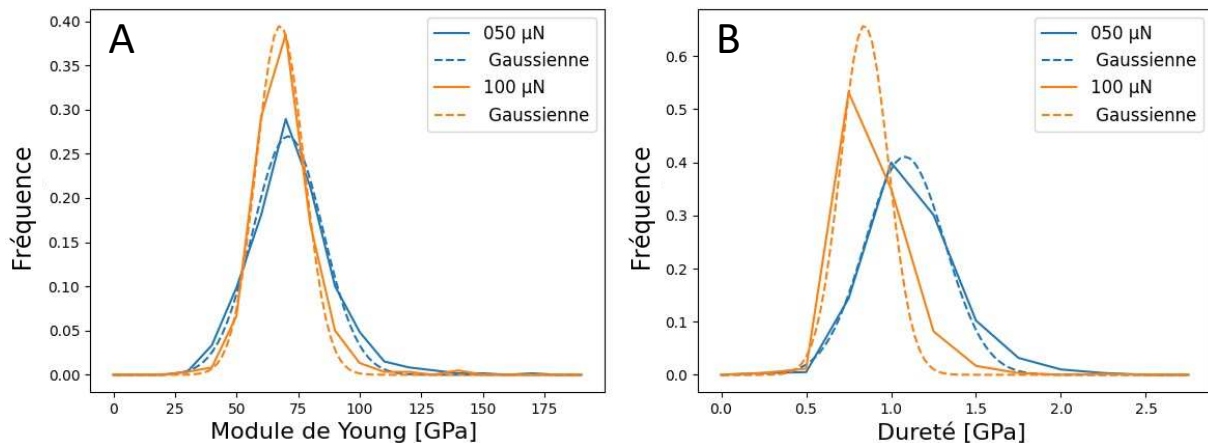 A
050 µN
Gaussienne
100 µN
Gaussienne
0.40
0.35
0.30
0.25
0.20
0.15
0.10
0.05
0.00
Fréquence
0 25 50 75 100 125 150 175
Module de Young [GPa]
B
050 µN
Gaussienne
100 µN
Gaussienne
0.6
0.5
0.4
0.3
0.2
0.1
0.0
Fréquence
0.0 0.5 1.0 1.5 2.0 2.5
Dureté [GPa]